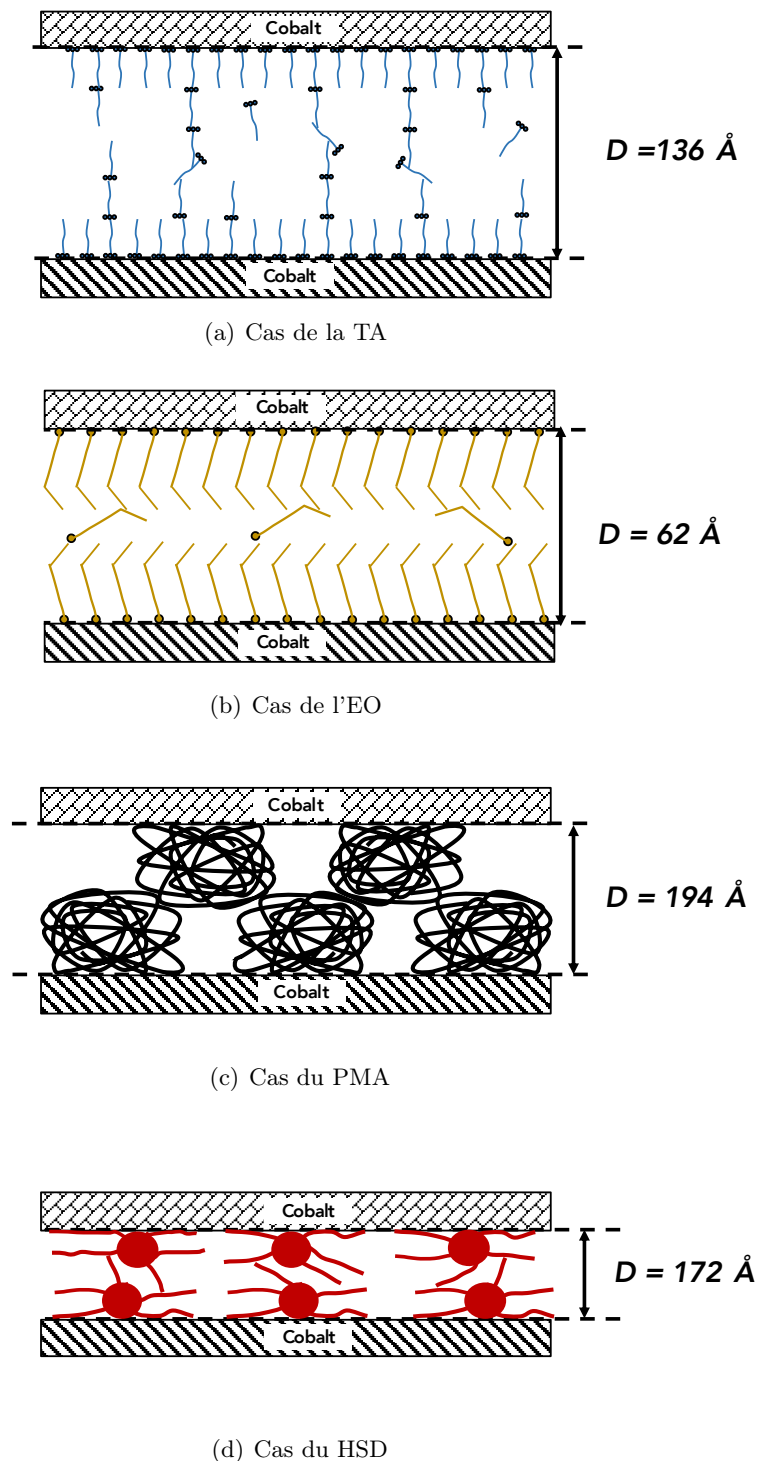 Cobalt
D =136 Å
Cobalt
(a) Cas de la TA
Cobalt
D = 62 Å
Cobalt
(b) Cas de l'EO
Cobalt
D = 194 Å
Cobalt
(c) Cas du PMA
Cobalt
D = 172 Å
Cobalt
(d) Cas du HSD